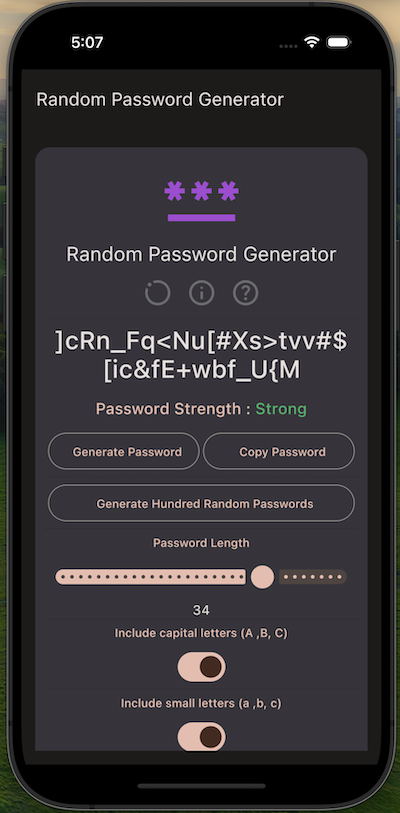 5:07
Random Password Generator
***
Random Password Generator
]cRn_Fq<Nu[#Xs>tvv#$
[ic&fE+wbf_U{M
Password Strength : Strong
Generate Password Copy Password
Generate Hundred Random Passwords
Password Length
34
Include capital letters (A ,B, C)
Include small letters (a ,b, c)